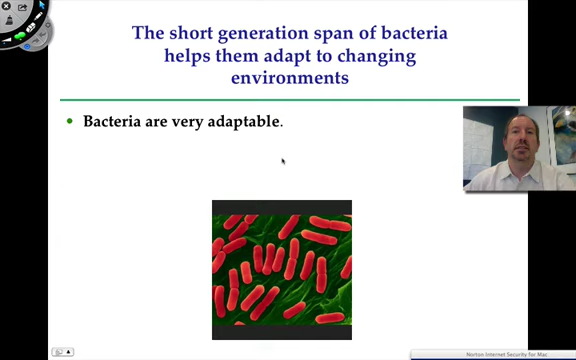 The short generation span of bacteria
helps them adapt to changing
environments
• Bacteria are very adaptable.
Norton Internet Security for Mac